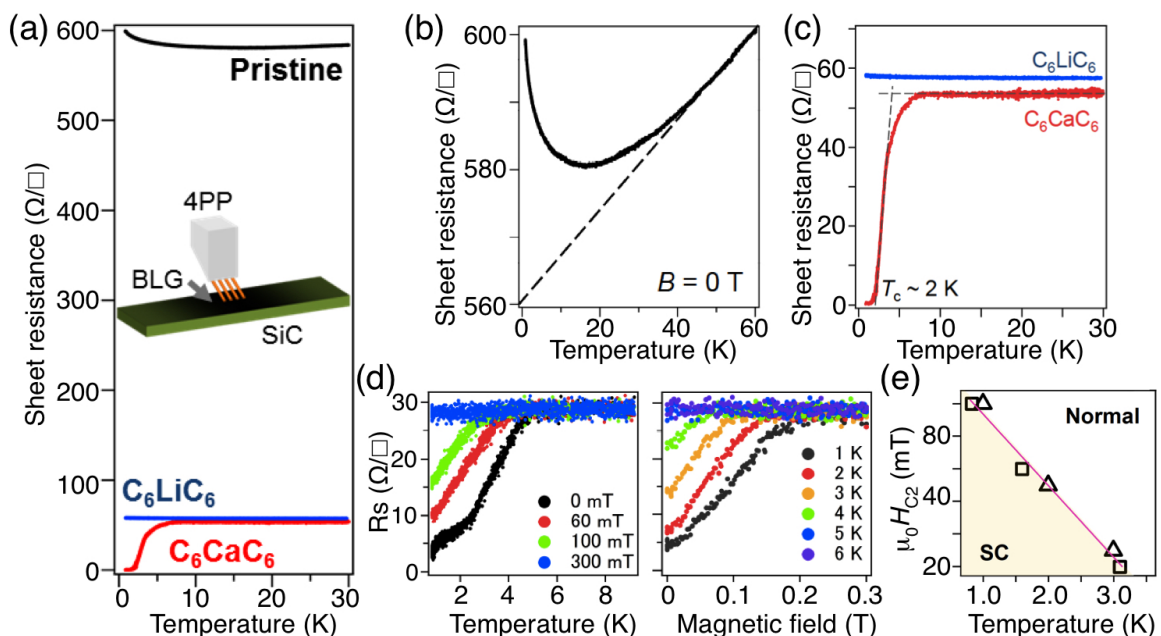 (a)
600
500
400
300
200
100
0
Sheet resistance (Ω/□)
Pristine
4PP
BLG
SiC
C₆LiC₆
C₆CaC₆
0
10
20
30
Temperature (K)
(b)
600
580
560
Sheet resistance (Ω/□)
B = 0 T
0
20
40
60
Temperature (K)
(c)
60
40
20
0
Sheet resistance (Ω/□)
C₆LiC₆
C₆CaC₆
T꜀ ~ 2 K
0
10
20
30
Temperature (K)
(d)
30
20
10
0
Rs (Ω/□)
0 mT
60 mT
100 mT
300 mT
2
4
6
8
Temperature (K)
1 K
2 K
3 K
4 K
5 K
6 K
0
0.1
0.2
0.3
Magnetic field (T)
(e)
80
40
20
μ₀H_C2 (mT)
Normal
SC
1.0
2.0
3.0
Temperature (K)